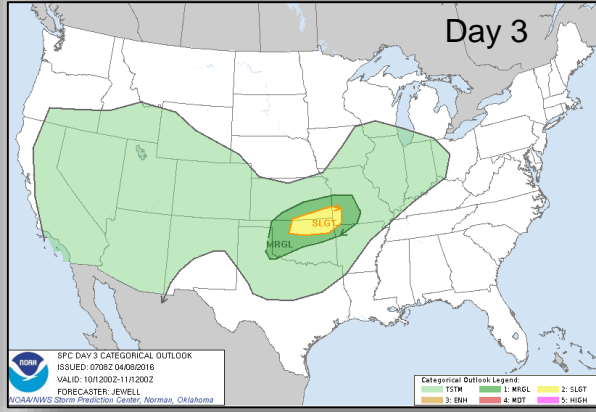 Day 3
SLGT
MRGL
NOAA
SPC DAY 3 CATEGORICAL OUTLOOK
ISSUED: 0708Z 04/08/2016
VALID: 10/1200Z-11/1200Z
FORECASTER: JEWELL
NOAA/NWS Storm Prediction Center, Norman, Oklahoma
Categorical Outlook Legend:
TSTM 1: MRGL 2: SLGT
3: ENH 4: MDT 5: HIGH